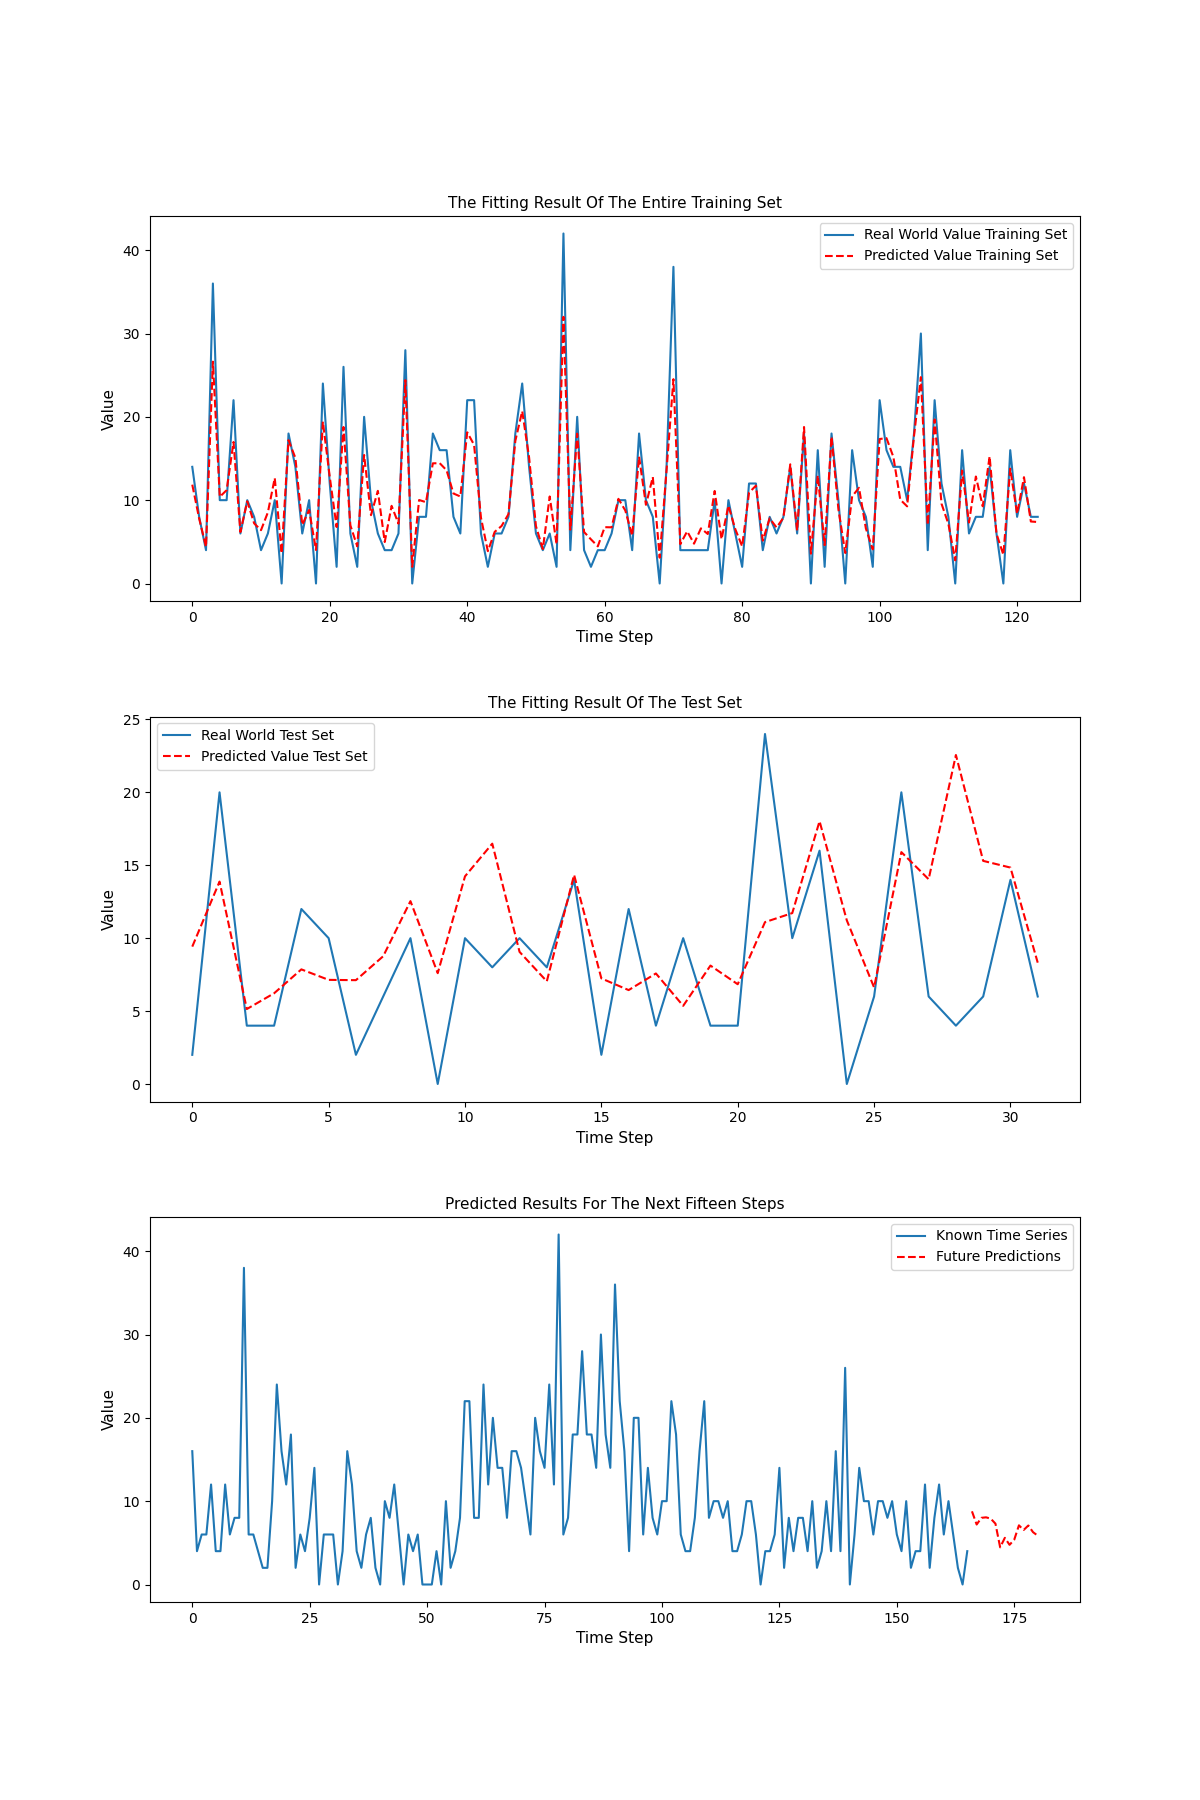 The Fitting Result Of The Entire Training Set
Real World Value Training Set
Predicted Value Training Set
40
30
20
10
0
Value
0 20 40 60 80 100 120
Time Step
The Fitting Result Of The Test Set
Real World Test Set
Predicted Value Test Set
25
20
15
10
5
0
Value
0 5 10 15 20 25 30
Time Step
Predicted Results For The Next Fifteen Steps
Known Time Series
Future Predictions
40
30
20
10
0
Value
0 25 50 75 100 125 150 175
Time Step